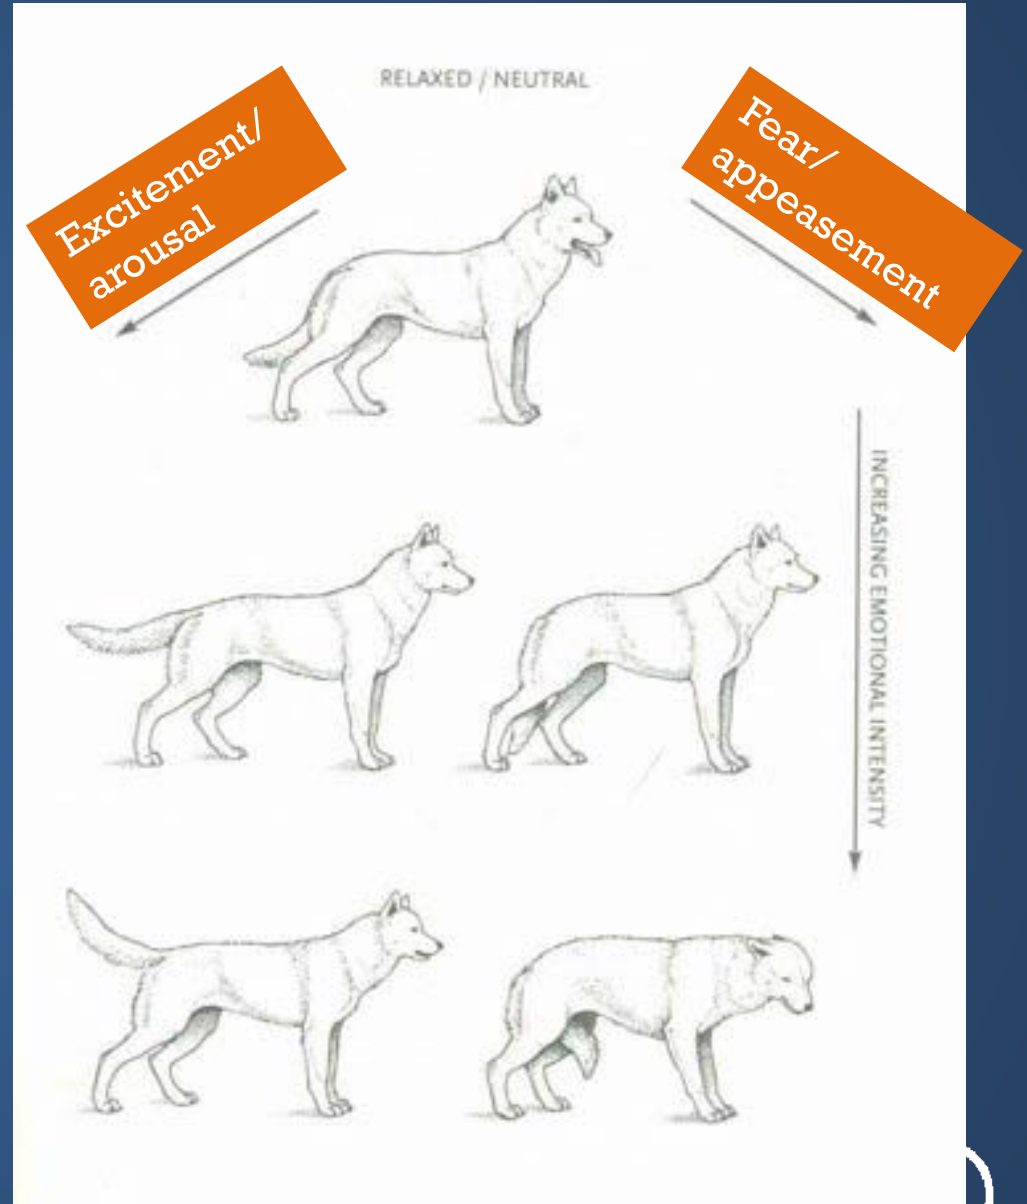 RELAXED / NEUTRAL
Excitement/
arousal
Fear/
appeasement
INCREASING EMOTIONAL INTENSITY